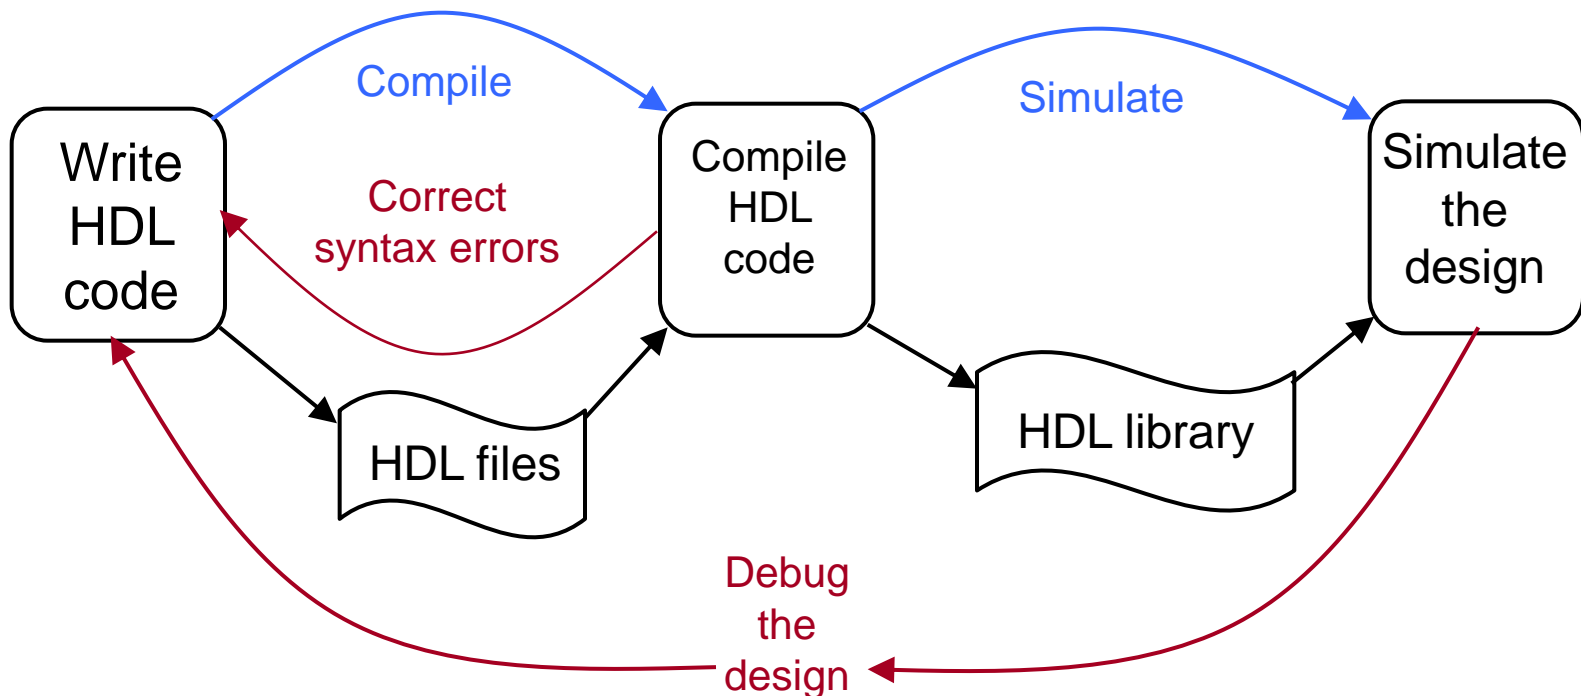 Compile
Simulate
Write
HDL
code
Correct
syntax errors
Compile
HDL
code
Simulate
the
design
HDL files
HDL library
Debug
the
design